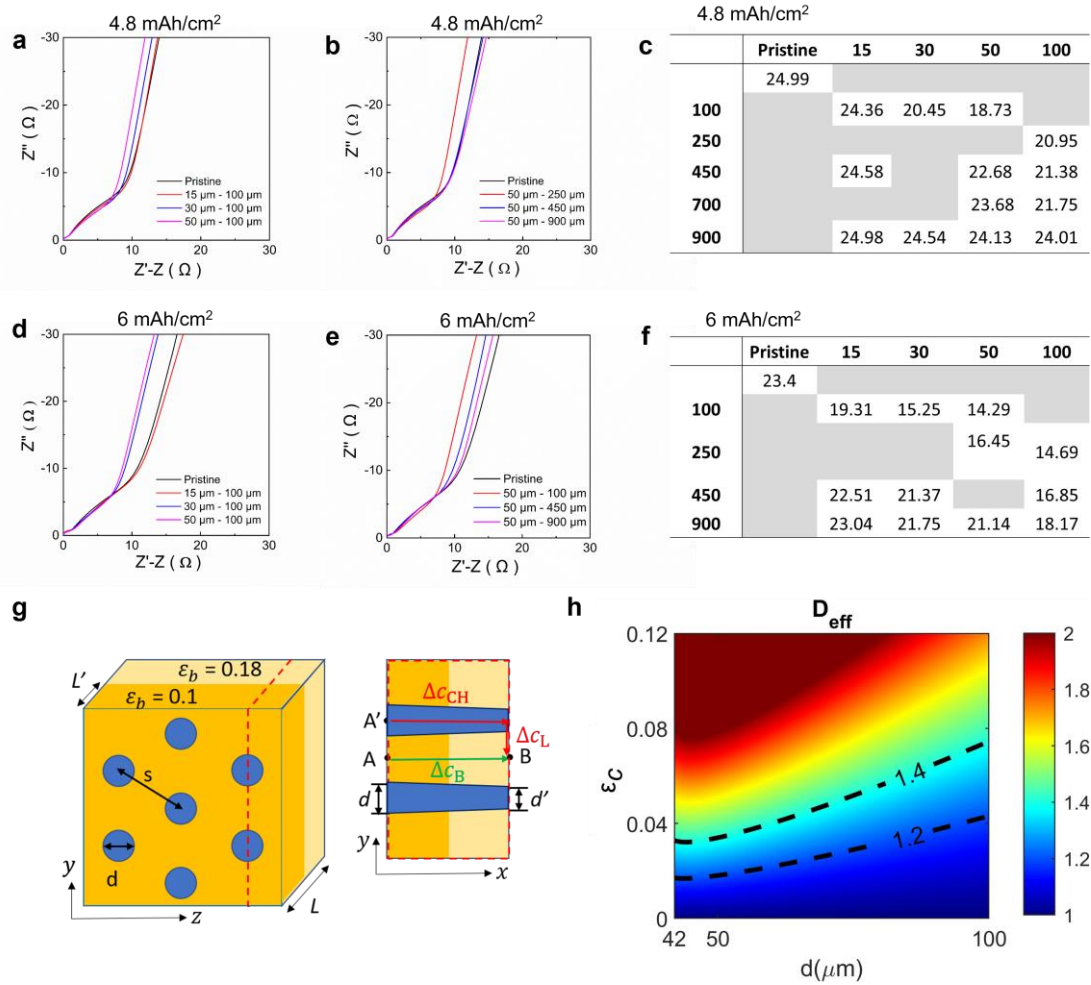 a
4.8 mAh/cm²
-30
-20
-10
0
0
10
20
30
Z'' ( Ω )
Z'-Z ( Ω )
Pristine
15 µm - 100 µm
30 µm - 100 µm
50 µm - 100 µm
b
4.8 mAh/cm²
-30
-20
-10
0
0
10
20
30
Z'' ( Ω )
Z'-Z ( Ω )
Pristine
50 µm - 250 µm
50 µm - 450 µm
50 µm - 900 µm
4.8 mAh/cm²
c
Pristine 15 30 50 100
24.99
100 24.36 20.45 18.73
250 20.95
450 24.58 22.68 21.38
700 23.68 21.75
900 24.98 24.54 24.13 24.01
d
6 mAh/cm²
-30
-20
-10
0
0
10
20
30
Z'' ( Ω )
Z'-Z ( Ω )
Pristine
15 µm - 100 µm
30 µm - 100 µm
50 µm - 100 µm
e
6 mAh/cm²
-30
-20
-10
0
0
10
20
30
Z'' ( Ω )
Z'-Z ( Ω )
Pristine
50 µm - 100 µm
50 µm - 450 µm
50 µm - 900 µm
6 mAh/cm²
f
Pristine 15 30 50 100
23.4
100 19.31 15.25 14.29
250 16.45 14.69
450 22.51 21.37 16.85
900 23.04 21.75 21.14 18.17
g
L'
ε_b = 0.18
ε_b = 0.1
s
d
L
y
z
Δc_CH
A'
Δc_L
A
B
Δc_B
d
d'
y
x
h
D_eff
0.12
0.08
0.04
0
ε_C
1.4
1.2
42
50
100
d(µm)
2
1.8
1.6
1.4
1.2
1